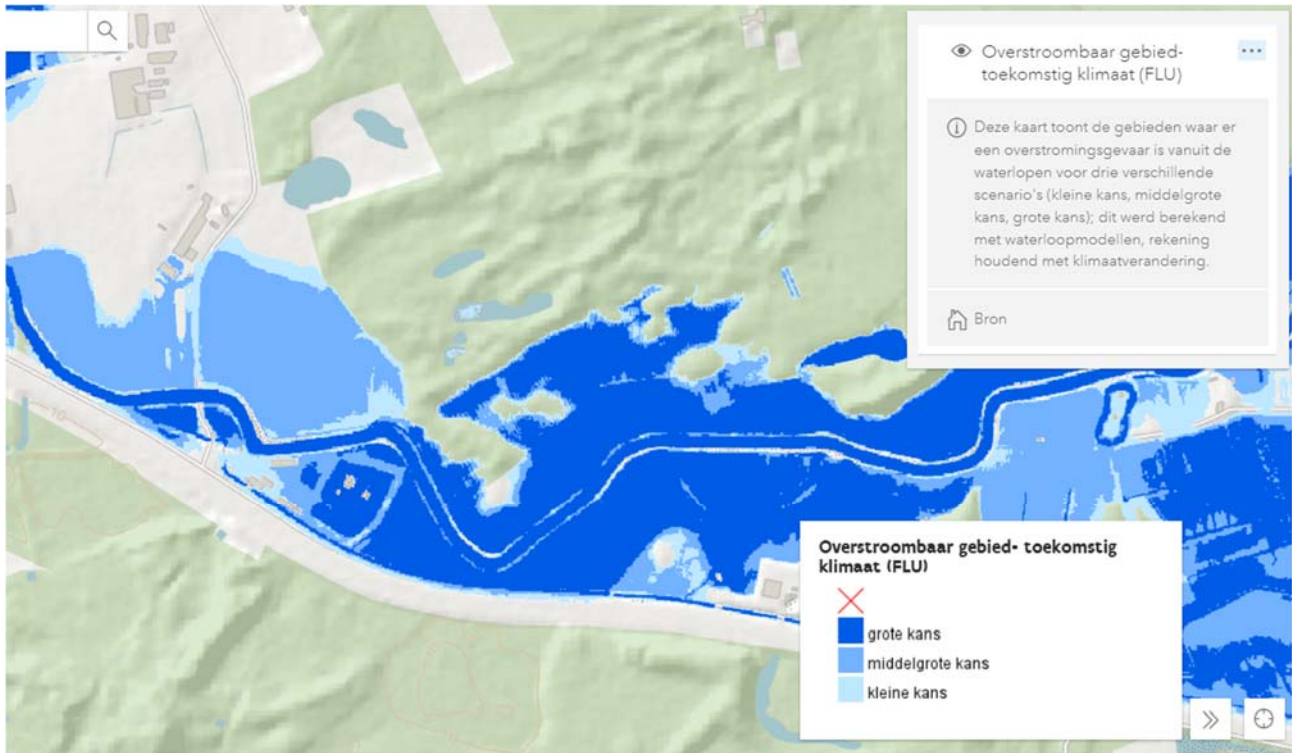 Overstroombaar gebied-
toekomstig klimaat (FLU)
Deze kaart toont de gebieden waar er
een overstromingsgevaar is vanuit de
waterlopen voor drie verschillende
scenario's (kleine kans, middelgrote
kans, grote kans); dit werd berekend
met waterloopmodellen, rekening
houdend met klimaatverandering.
Bron
10
Overstroombaar gebied- toekomstig
klimaat (FLU)
grote kans
middelgrote kans
kleine kans